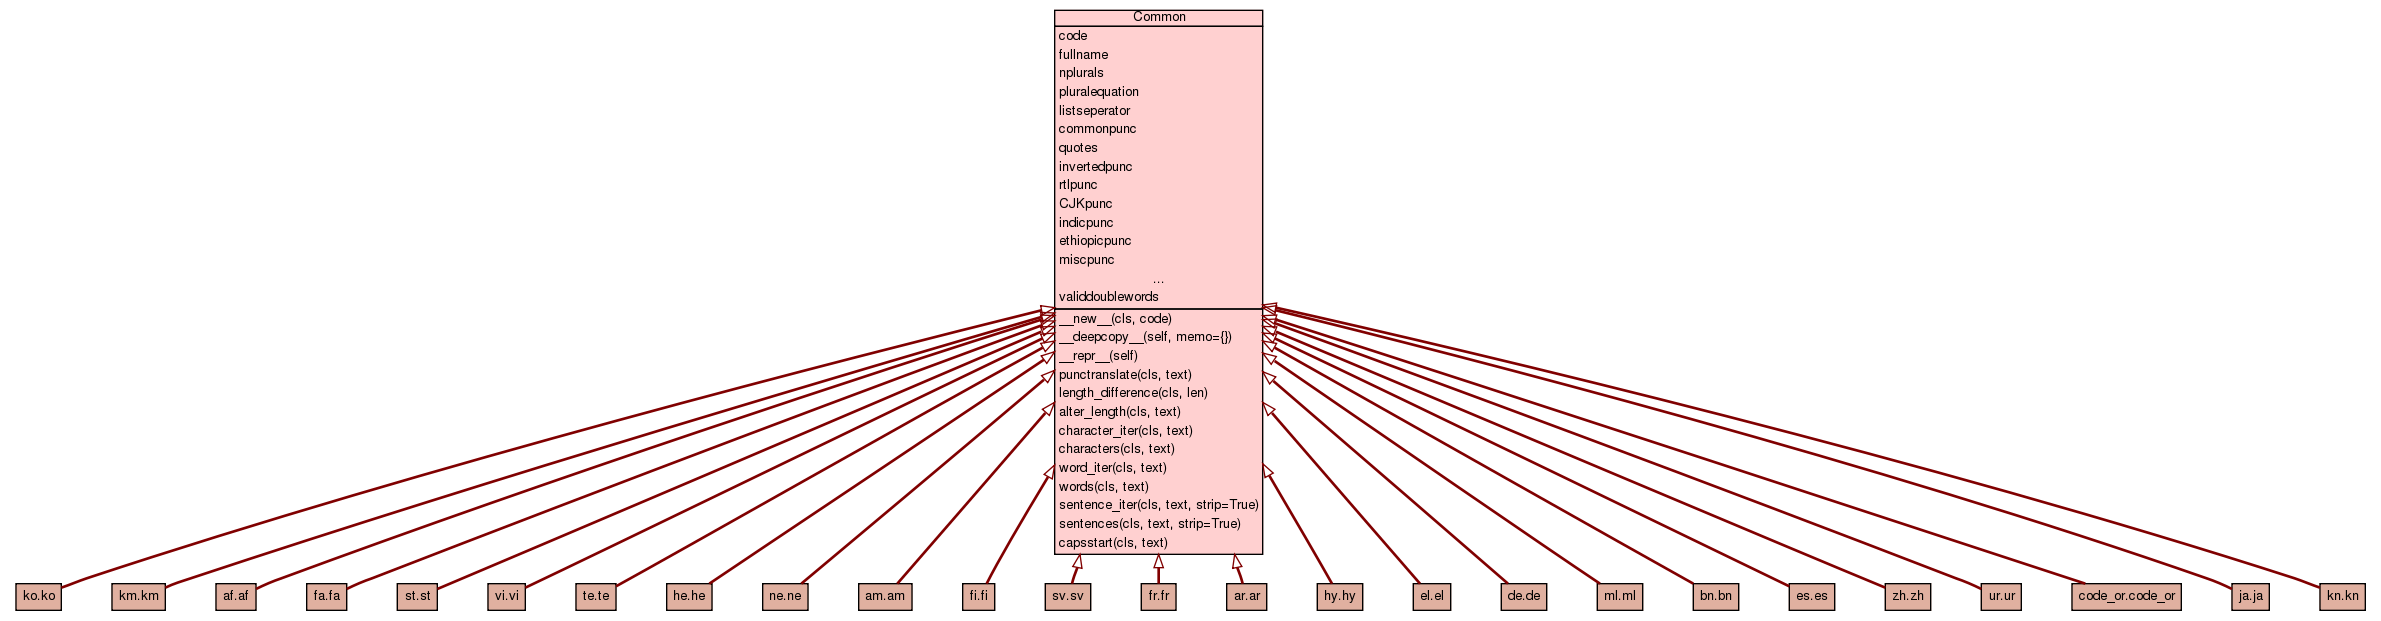 Common
code
fullname
nplurals
pluralequation
listseperator
commonpunc
quotes
invertedpunc
rtlpunc
CJKpunc
indicpunc
ethiopicpunc
miscpunc
...
validdoublewords
__new__(cls, code)
__deepcopy__(self, memo={})
__repr__(self)
punctranslate(cls, text)
length_difference(cls, len)
alter_length(cls, text)
character_iter(cls, text)
characters(cls, text)
word_iter(cls, text)
words(cls, text)
sentence_iter(cls, text, strip=True)
sentences(cls, text, strip=True)
capsstart(cls, text)
ko.ko km.km af.af fa.fa st.st vi.vi te.te he.he ne.ne am.am fi.fi sv.sv fr.fr ar.ar hy.hy el.el de.de ml.ml bn.bn es.es zh.zh ur.ur code_or.code_or ja.ja kn.kn